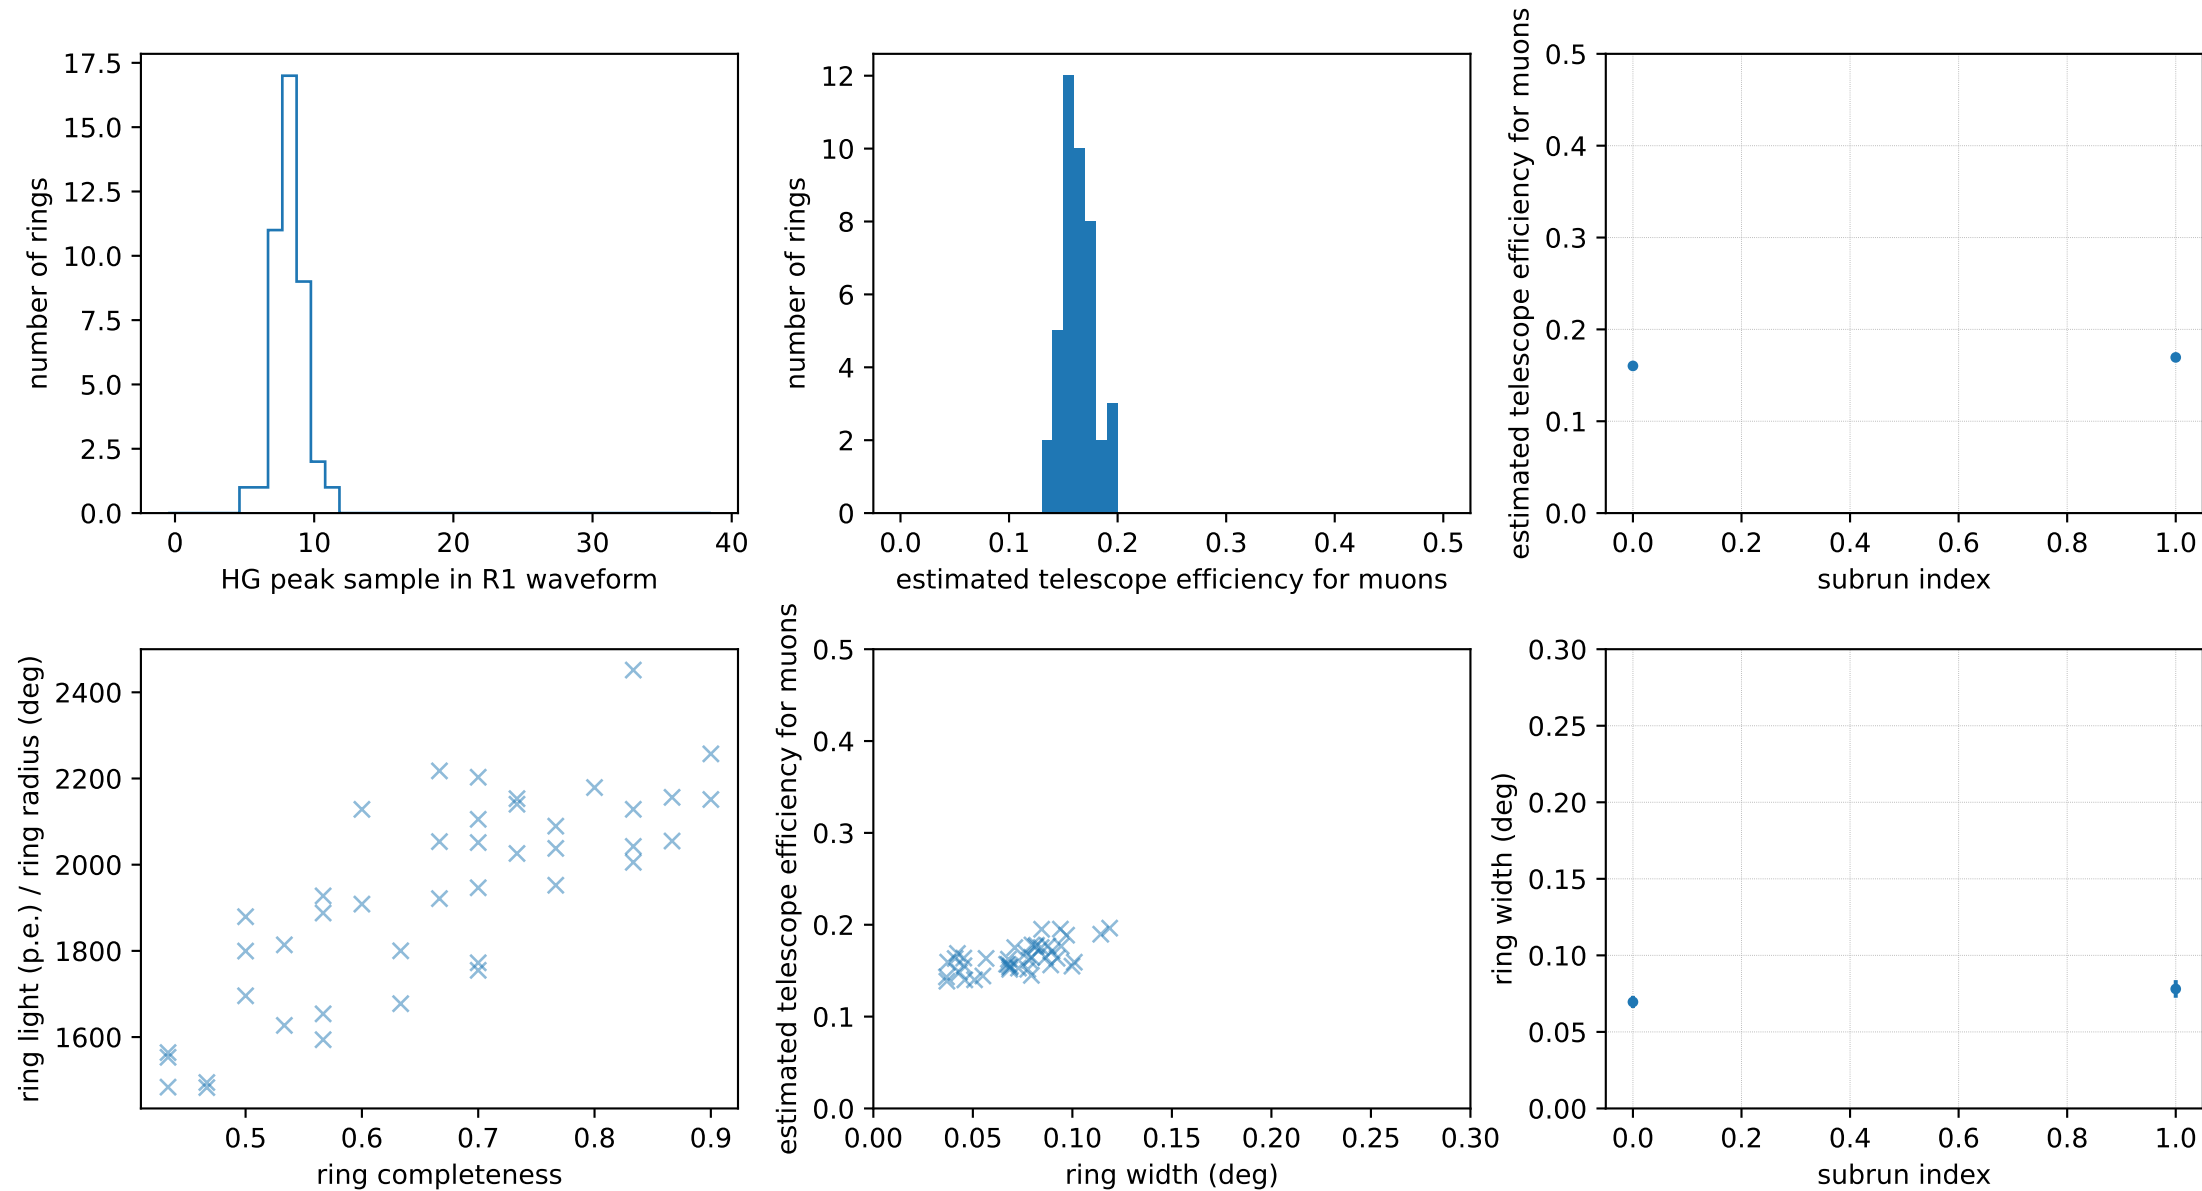 17.5
15.0
12.5
10.0
7.5
5.0
2.5
0.0
number of rings
0 10 20 30 40
HG peak sample in R1 waveform
12
10
8
6
4
2
0
number of rings
0.0 0.1 0.2 0.3 0.4 0.5
estimated telescope efficiency for muons
0.5
0.4
0.3
0.2
0.1
0.0
estimated telescope efficiency for muons
0.0 0.2 0.4 0.6 0.8 1.0
subrun index
2400
2200
2000
1800
1600
ring light (p.e.) / ring radius (deg)
0.5 0.6 0.7 0.8 0.9
ring completeness
0.5
0.4
0.3
0.2
0.1
0.0
estimated telescope efficiency for muons
0.00 0.05 0.10 0.15 0.20 0.25 0.30
ring width (deg)
0.30
0.25
0.20
0.15
0.10
0.05
0.00
ring width (deg)
0.0 0.2 0.4 0.6 0.8 1.0
subrun index